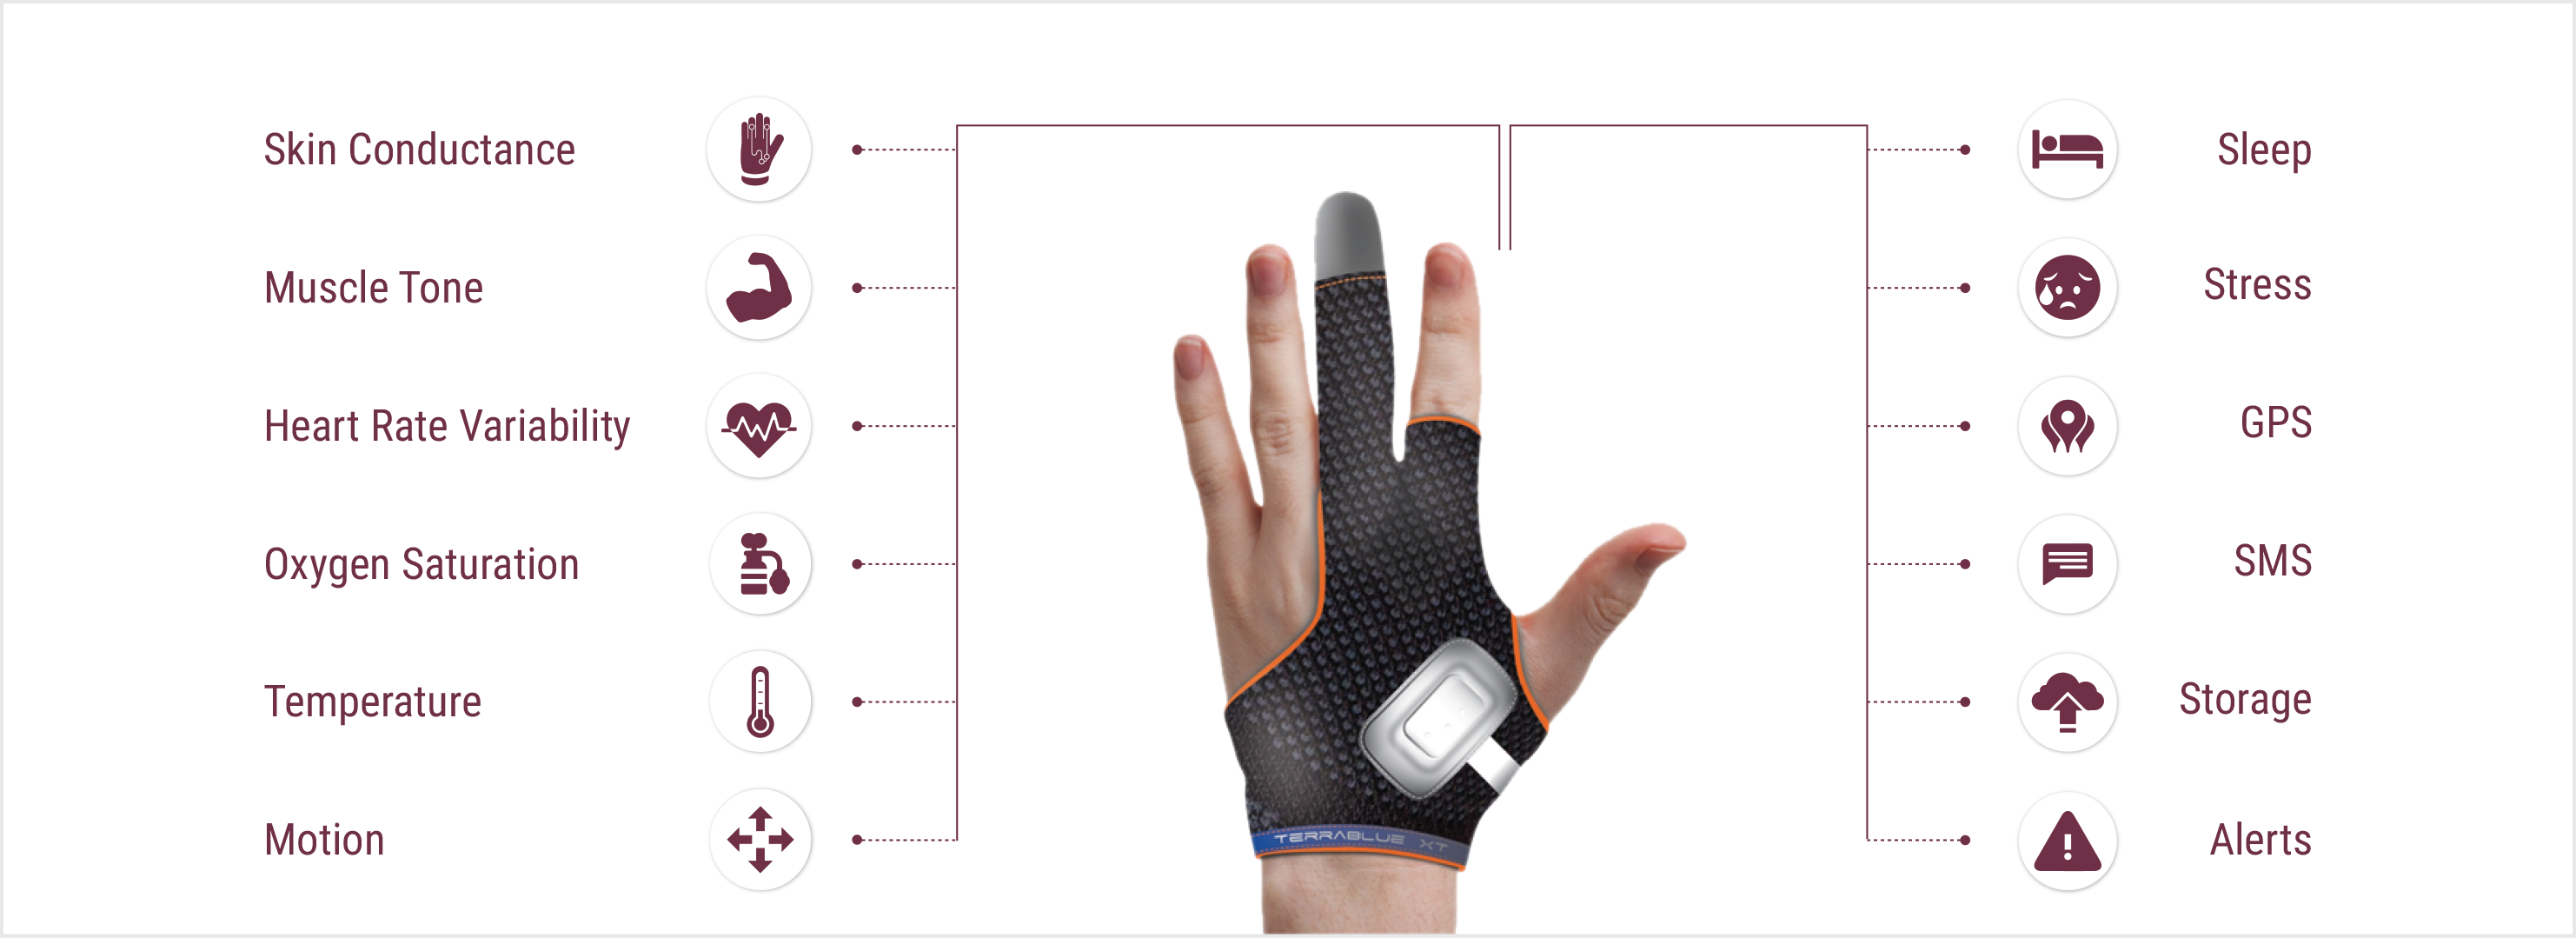 Skin Conductance
Muscle Tone
Heart Rate Variability
Oxygen Saturation
Temperature
Motion
TERRABLUE XT
Sleep
Stress
GPS
SMS
Storage
Alerts